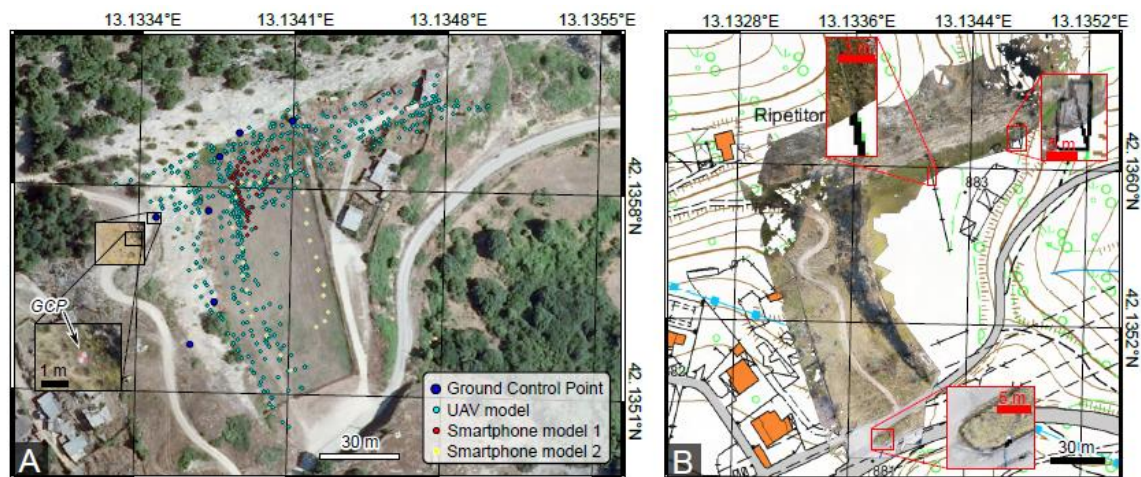 13.1334°E 13.1341°E 13.1348°E 13.1355°E
42.1358°N
42.1351°N
GCP
1 m
Ground Control Point
UAV model
Smartphone model 1
Smartphone model 2
30 m
A
13.1328°E 13.1336°E 13.1344°E 13.1352°E
42.1360°N
42.1352°N
Ripetitor
883
5 m
30 m
B